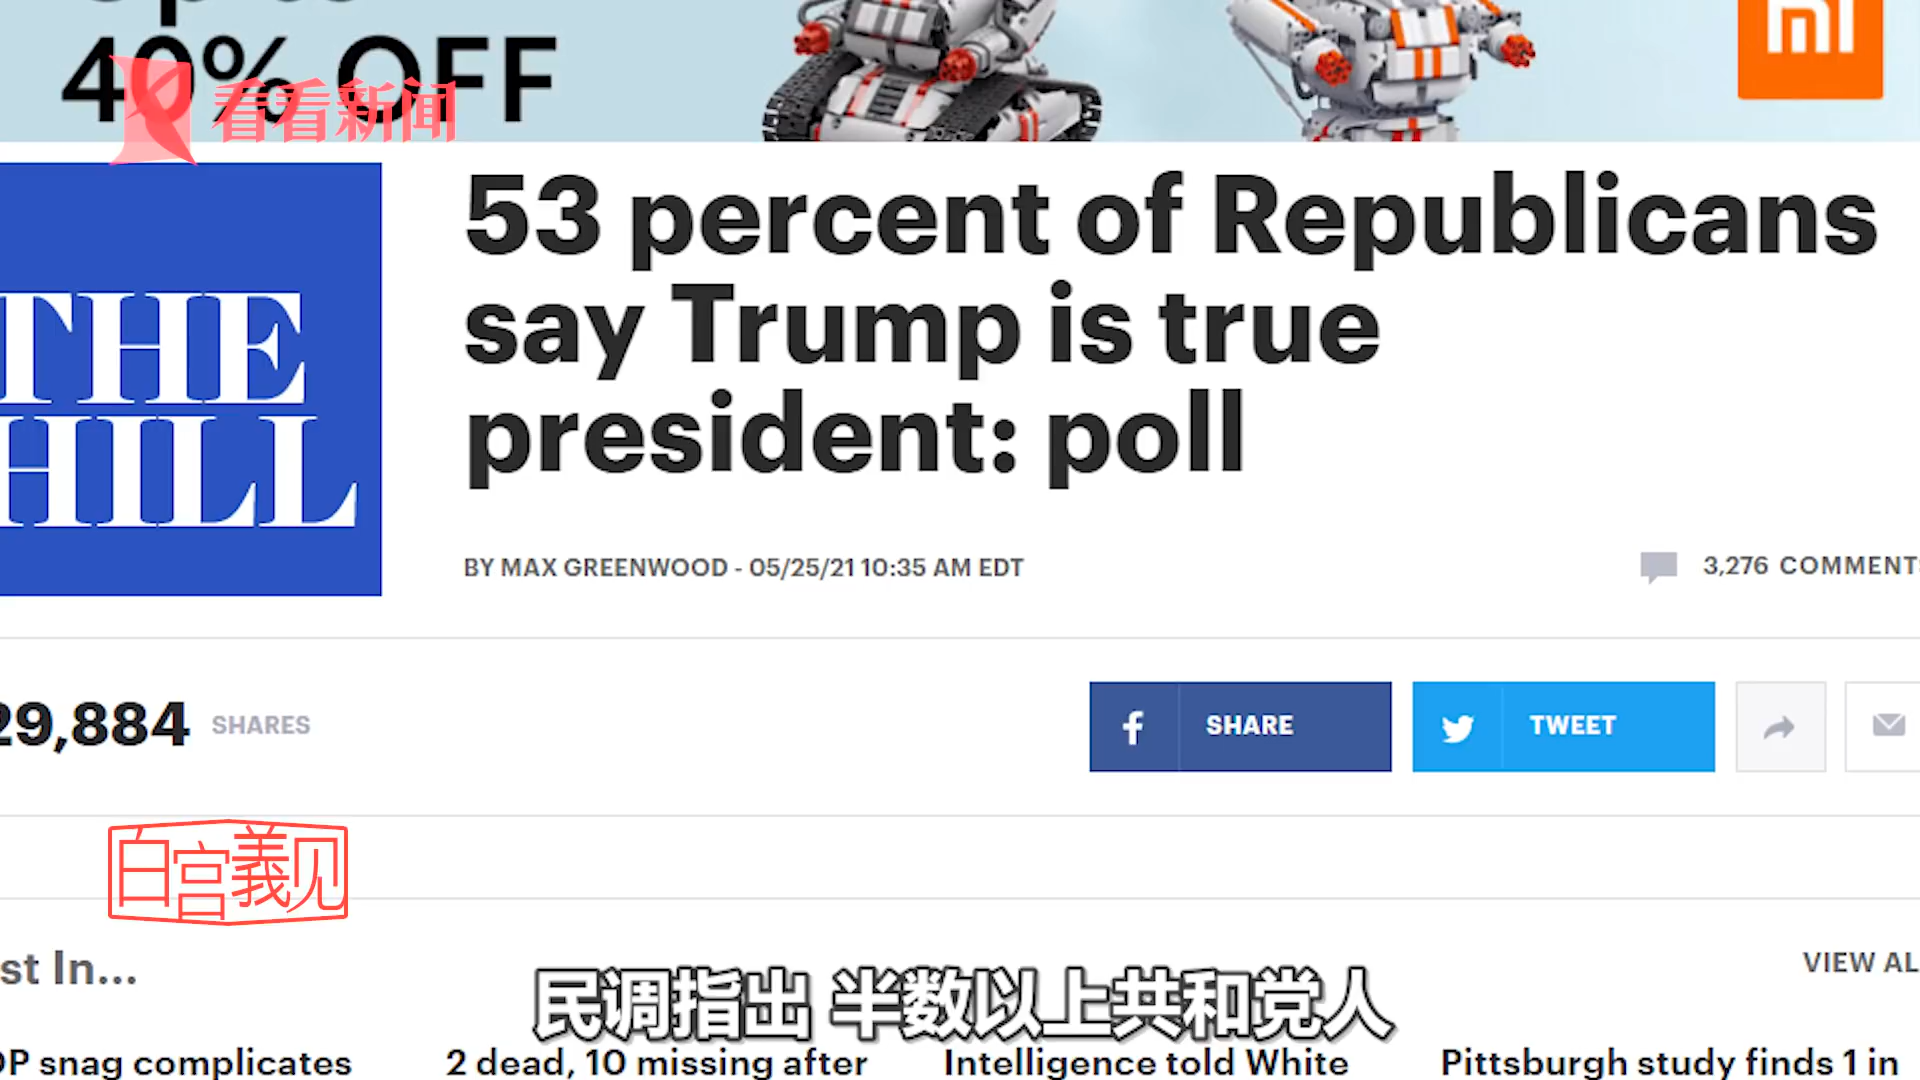 40% OFF
看看新闻
mi
THE
HILL
53 percent of Republicans
say Trump is true
president: poll
BY MAX GREENWOOD - 05/25/21 10:35 AM EDT
3,276 COMMENTS
29,884 SHARES
f SHARE
TWEET
白宫義见
st In...
VIEW AL
民调指出 半数以上共和党人
OP snag complicates
2 dead, 10 missing after
Intelligence told White
Pittsburgh study finds 1 in